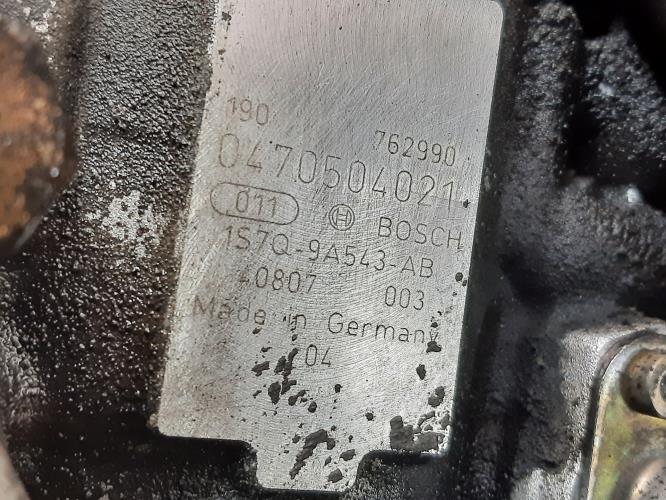 190 762990
0470504021
011 BOSCH
1S7Q-9A543-AB
40807 003
Made in Germany
04